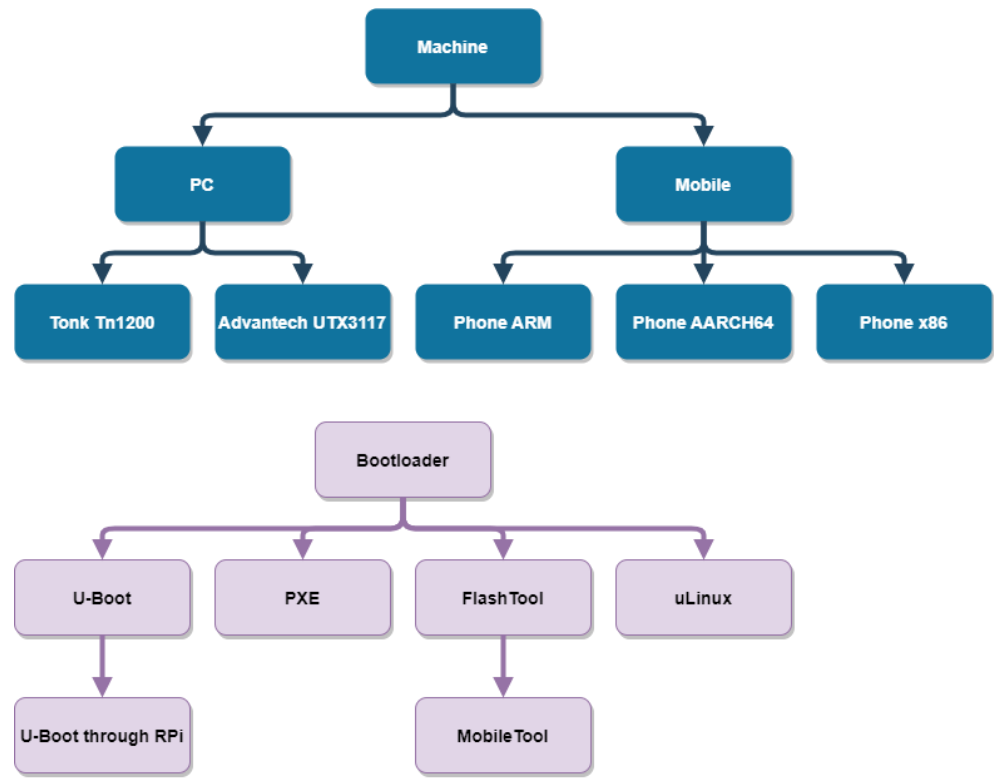 Machine
PC
Mobile
Tonk Tn1200
Advantech UTX3117
Phone ARM
Phone AARCH64
Phone x86
Bootloader
U-Boot
PXE
FlashTool
uLinux
U-Boot through RPi
MobileTool